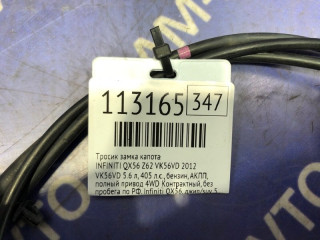 113165 347
Тросик замка капота
INFINITI QX56 Z62 VK56VD 2012
VK56VD 5.6 л, 405 л.с., бензин, АКПП,
полный привод 4WD Контрактный, без
пробега по РФ. Infiniti QX56